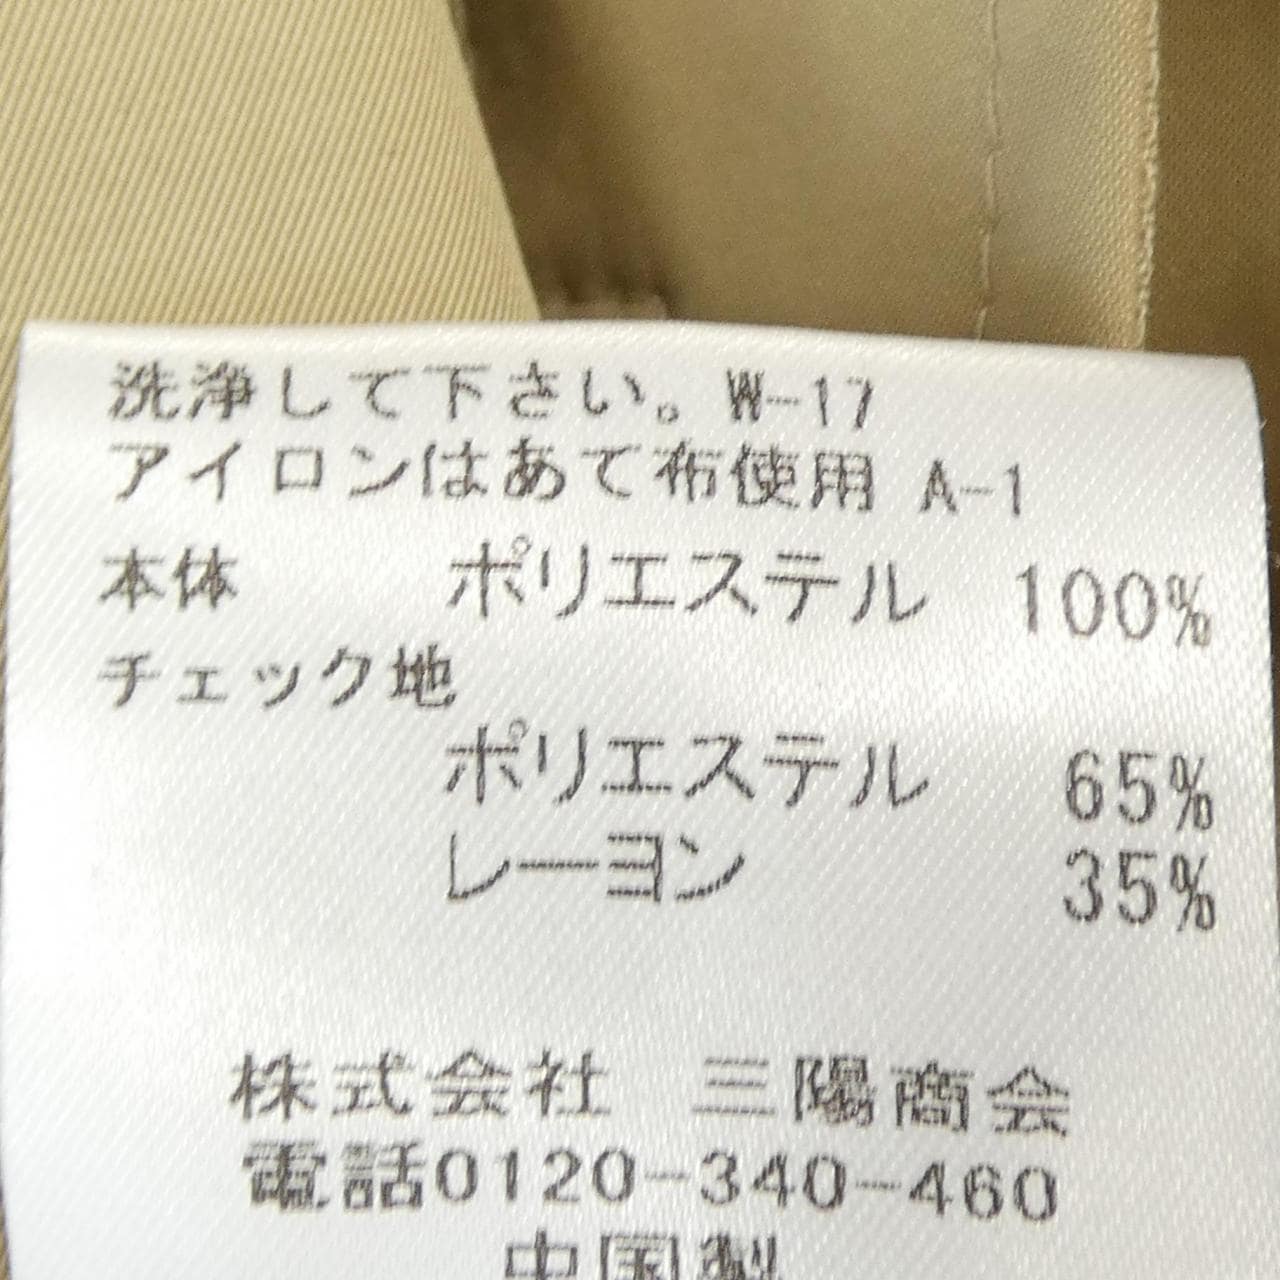 洗浄して下さい。W-17
アイロンはあて布使用 A-1
本体 ポリエステル 100%
チェック地
ポリエステル 65%
レーヨン 35%
株式会社 三陽商会
電話0120-340-460
中国製